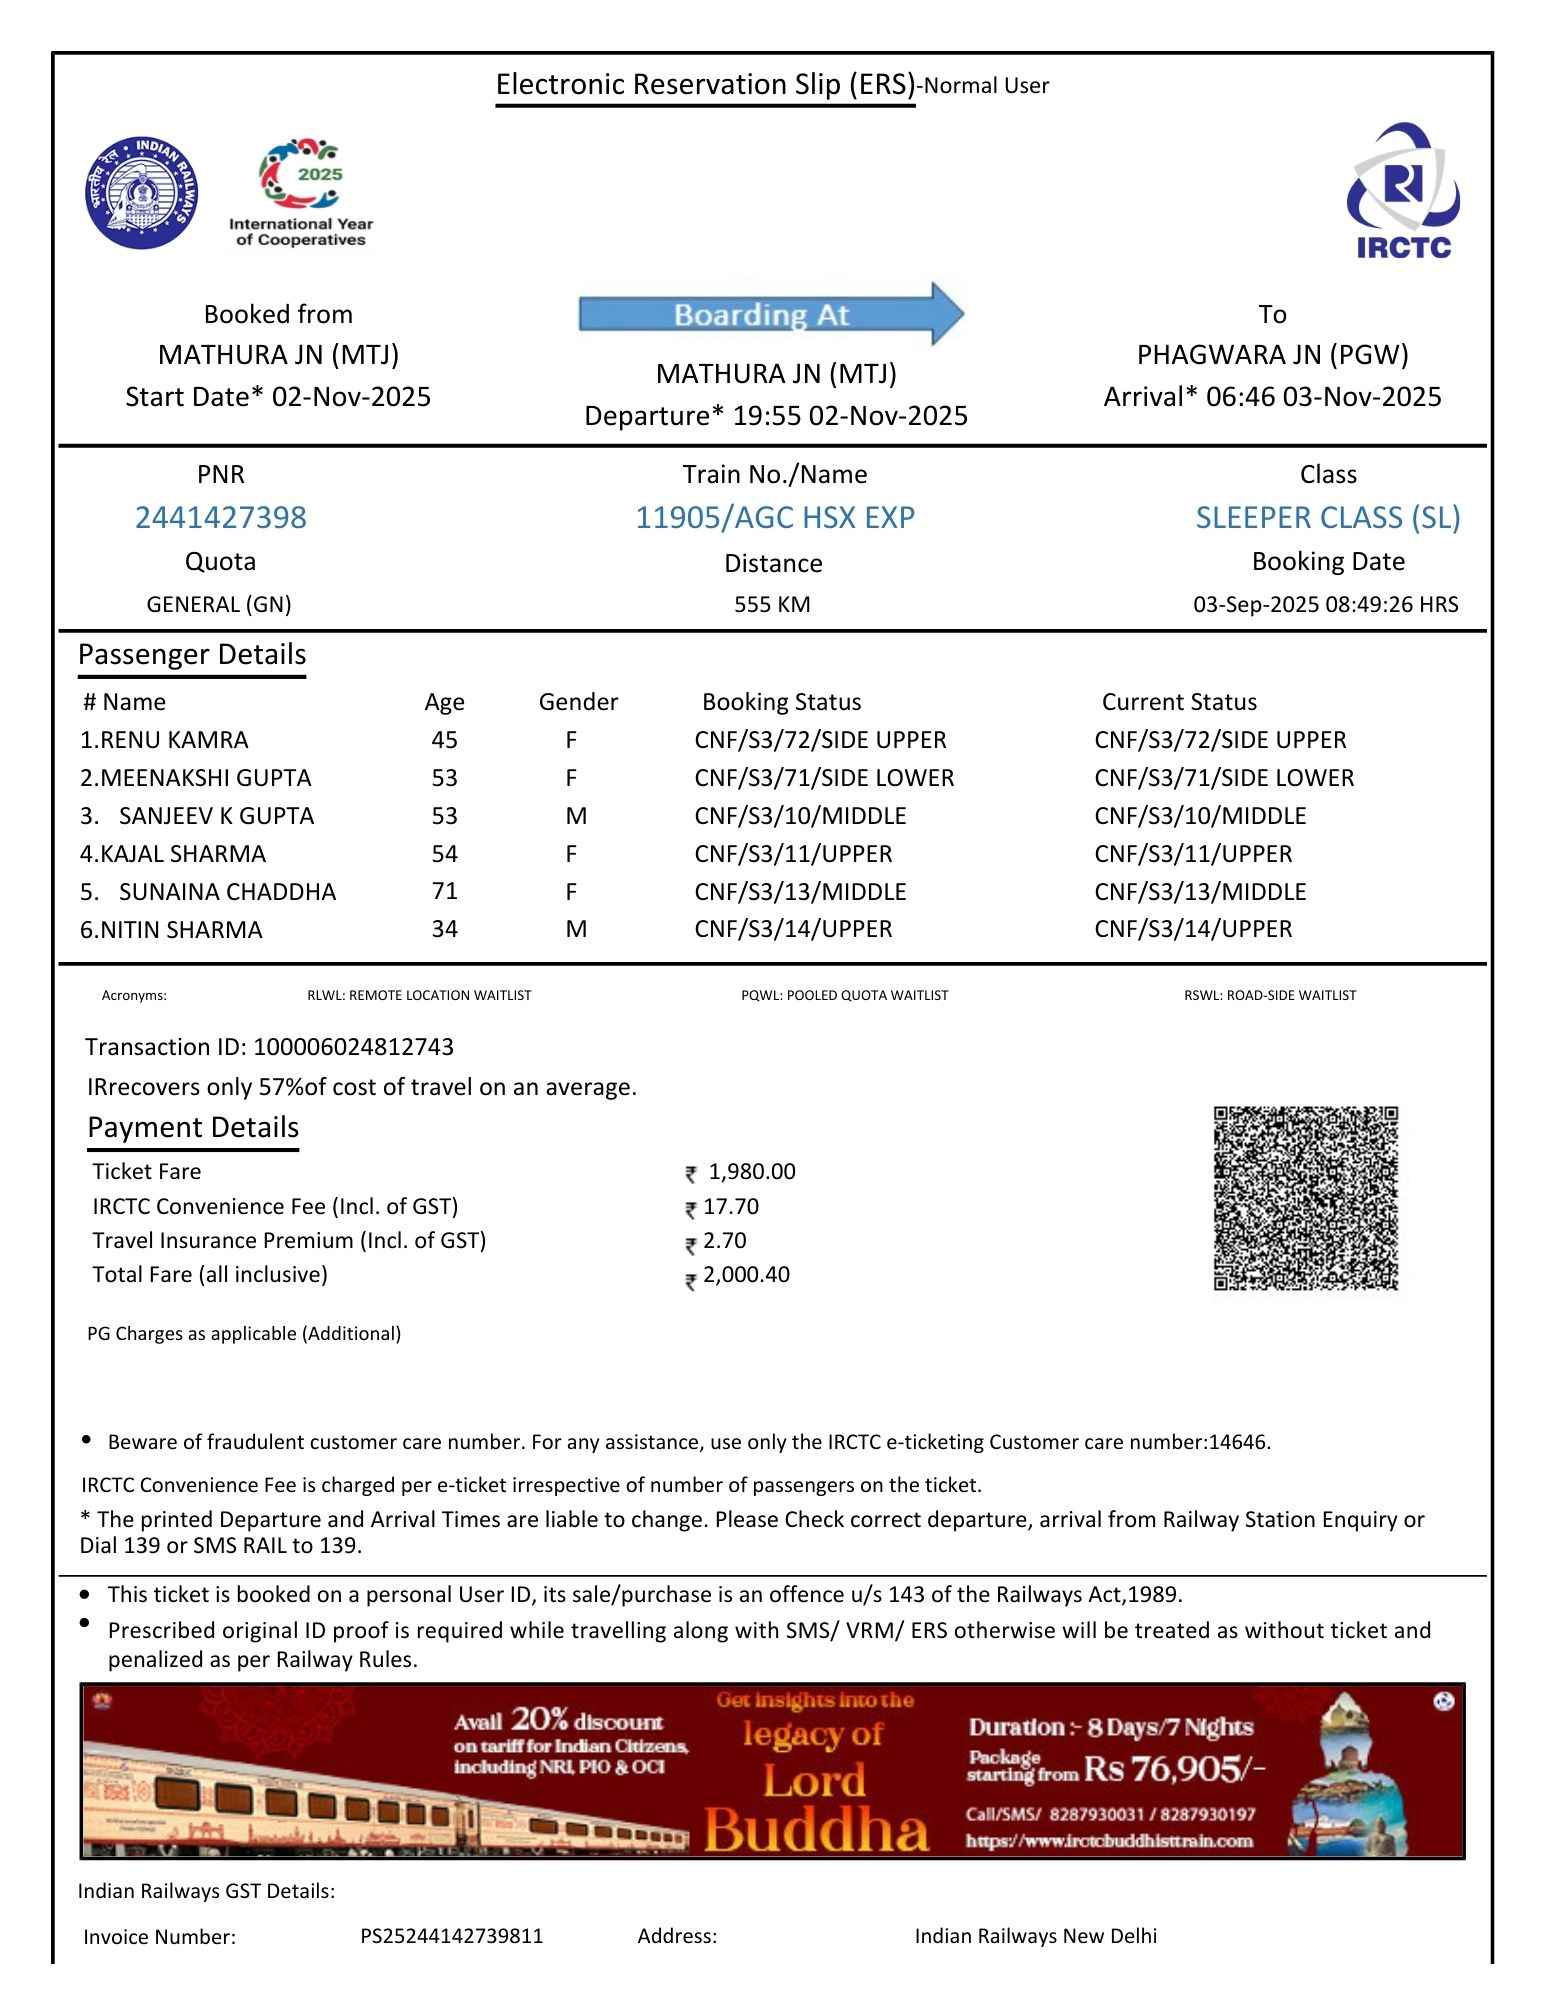 Electronic Reservation Slip (ERS)-Normal User
भारतीय रेल • INDIAN RAILWAYS
2025
International Year
of Cooperatives
IRCTC
Booked from
MATHURA JN (MTJ)
Start Date* 02-Nov-2025
Boarding At
MATHURA JN (MTJ)
Departure* 19:55 02-Nov-2025
To
PHAGWARA JN (PGW)
Arrival* 06:46 03-Nov-2025
PNR Train No./Name Class
2441427398 11905/AGC HSX EXP SLEEPER CLASS (SL)
Quota Distance Booking Date
GENERAL (GN) 555 KM 03-Sep-2025 08:49:26 HRS
Passenger Details
# Name Age Gender Booking Status Current Status
1.RENU KAMRA 45 F CNF/S3/72/SIDE UPPER CNF/S3/72/SIDE UPPER
2.MEENAKSHI GUPTA 53 F CNF/S3/71/SIDE LOWER CNF/S3/71/SIDE LOWER
3. SANJEEV K GUPTA 53 M CNF/S3/10/MIDDLE CNF/S3/10/MIDDLE
4.KAJAL SHARMA 54 F CNF/S3/11/UPPER CNF/S3/11/UPPER
5. SUNAINA CHADDHA 71 F CNF/S3/13/MIDDLE CNF/S3/13/MIDDLE
6.NITIN SHARMA 34 M CNF/S3/14/UPPER CNF/S3/14/UPPER
Acronyms: RLWL: REMOTE LOCATION WAITLIST PQWL: POOLED QUOTA WAITLIST RSWL: ROAD-SIDE WAITLIST
Transaction ID: 100006024812743
IRrecovers only 57%of cost of travel on an average.
Payment Details
Ticket Fare ₹ 1,980.00
IRCTC Convenience Fee (Incl. of GST) ₹ 17.70
Travel Insurance Premium (Incl. of GST) ₹ 2.70
Total Fare (all inclusive) ₹ 2,000.40
PG Charges as applicable (Additional)
• Beware of fraudulent customer care number. For any assistance, use only the IRCTC e-ticketing Customer care number:14646.
IRCTC Convenience Fee is charged per e-ticket irrespective of number of passengers on the ticket.
* The printed Departure and Arrival Times are liable to change. Please Check correct departure, arrival from Railway Station Enquiry or
Dial 139 or SMS RAIL to 139.
• This ticket is booked on a personal User ID, its sale/purchase is an offence u/s 143 of the Railways Act,1989.
• Prescribed original ID proof is required while travelling along with SMS/ VRM/ ERS otherwise will be treated as without ticket and
penalized as per Railway Rules.
Avail 20% discount
on tariff for Indian Citizens,
including NRI, PIO & OCI
Get insights into the
legacy of
Lord
Buddha
Duration :- 8 Days/7 Nights
Package
starting from Rs 76,905/-
Call/SMS/ 8287930031 / 8287930197
https://www.irctcbuddhisttrain.com
Indian Railways GST Details:
Invoice Number: PS25244142739811 Address: Indian Railways New Delhi